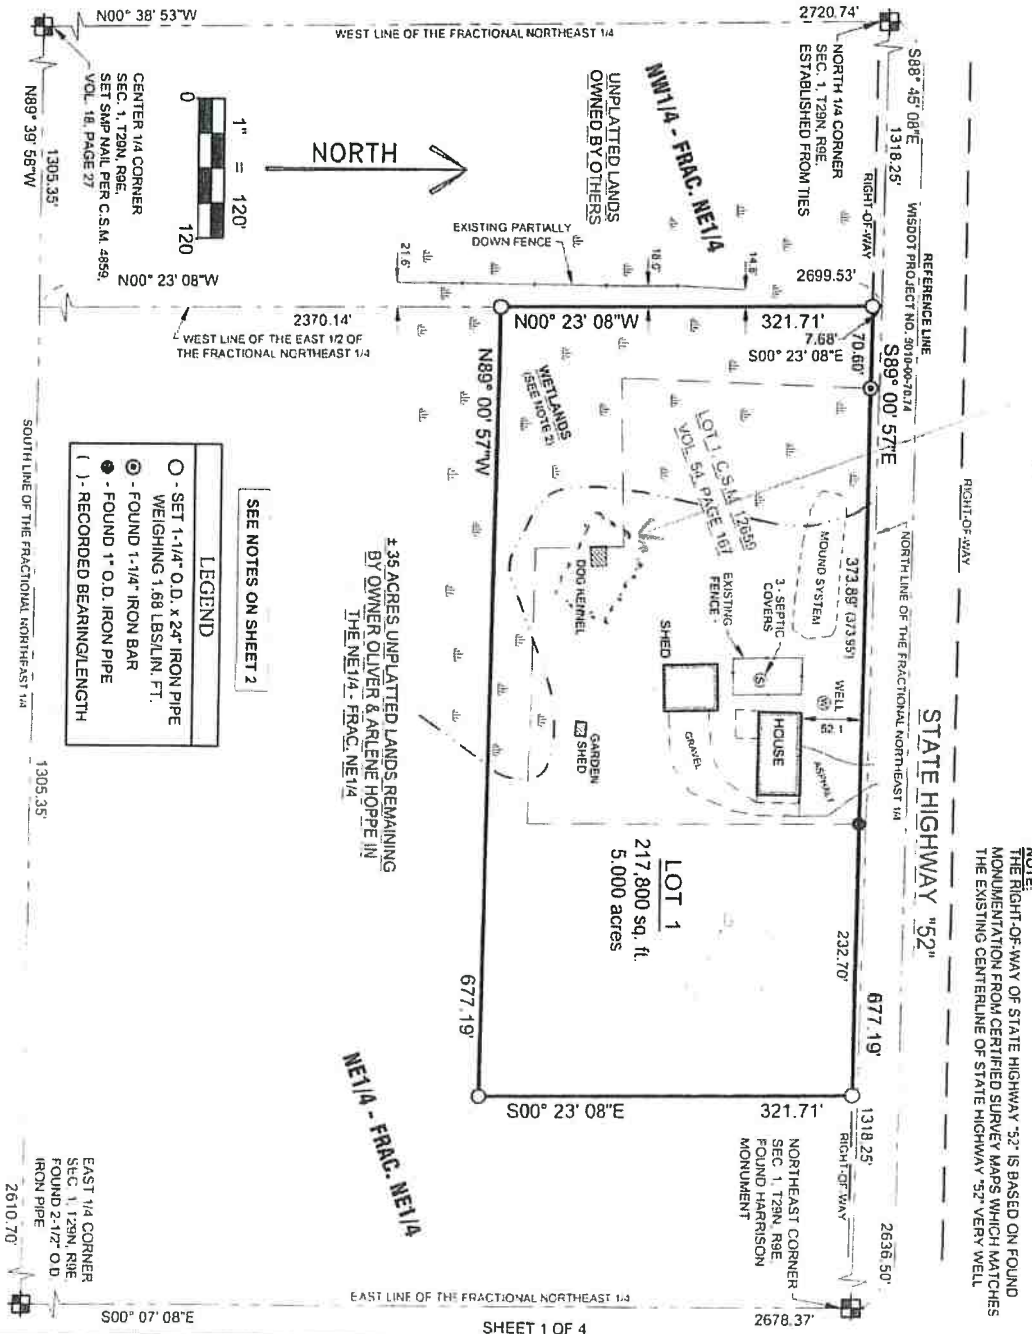 NOTE:
THE RIGHT-OF-WAY OF STATE HIGHWAY "52" IS BASED ON FOUND
MONUMENTATION FROM CERTIFIED SURVEY MAPS WHICH MATCHES
THE EXISTING CENTERLINE OF STATE HIGHWAY "52" VERY WELL
RIGHT-OF-WAY
STATE HIGHWAY "52"
REFERENCE LINE
WISDOT PROJECT NO. 9010-00-70.74
S88° 45' 08"E
1318.25'
NORTH LINE OF THE FRACTIONAL NORTHEAST 1/4
1318.25'
2636.50'
RIGHT-OF-WAY
RIGHT-OF-WAY
2720.74'
NORTH 1/4 CORNER
SEC. 1, T29N, R9E,
ESTABLISHED FROM TIES
WEST LINE OF THE FRACTIONAL NORTHEAST 1/4
N00° 38' 53"W
NW1/4 - FRAC. NE1/4
UNPLATTED LANDS
OWNED BY OTHERS
NORTH
1" = 120'
0
120
CENTER 1/4 CORNER
SEC. 1, T29N, R9E,
SET SMP NAIL PER C.S.M. 4859,
VOL. 18, PAGE 27
N89° 39' 58"W
1305.35'
EXISTING PARTIALLY
DOWN FENCE
21.6'
18.0'
14.8'
2699.53'
N00° 23' 08"W
2370.14'
WEST LINE OF THE EAST 1/2 OF
THE FRACTIONAL NORTHEAST 1/4
N00° 23' 08"W
321.71'
7.68'
S00° 23' 08"E
70.60'
S89° 00' 57"E
373.89' (373.95')
232.70'
677.19'
N89° 00' 57"W
677.19'
WETLANDS
(SEE NOTE 2)
LOT 1, C.S.M. 12650
VOL. 54, PAGE 167
MOUND SYSTEM
3 - SEPTIC
COVERS
EXISTING
FENCE
(S)
WELL
(W)
SHED
HOUSE
GRAVEL
ASPHALT
DOG KENNEL
GARDEN
SHED
LOT 1
217,800 sq. ft.
5.000 acres
± 35 ACRES UNPLATTED LANDS REMAINING
BY OWNER OLIVER & ARLENE HOPPE IN
THE NE1/4 - FRAC. NE1/4
S00° 23' 08"E
321.71'
NE1/4 - FRAC. NE1/4
NORTHEAST CORNER
SEC. 1, T29N, R9E,
FOUND HARRISON
MONUMENT
SEE NOTES ON SHEET 2
LEGEND
- SET 1-1/4" O.D. x 24" IRON PIPE
WEIGHING 1.68 LBS/LIN. FT.
- FOUND 1-1/4" IRON BAR
- FOUND 1" O.D. IRON PIPE
( ) - RECORDED BEARING/LENGTH
SOUTH LINE OF THE FRACTIONAL NORTHEAST 1/4
1305.35'
2610.70'
EAST 1/4 CORNER
SEC. 1, T29N, R9E,
FOUND 2-1/2" O.D.
IRON PIPE
S00° 07' 08"E
EAST LINE OF THE FRACTIONAL NORTHEAST 1/4
2678.37'
SHEET 1 OF 4